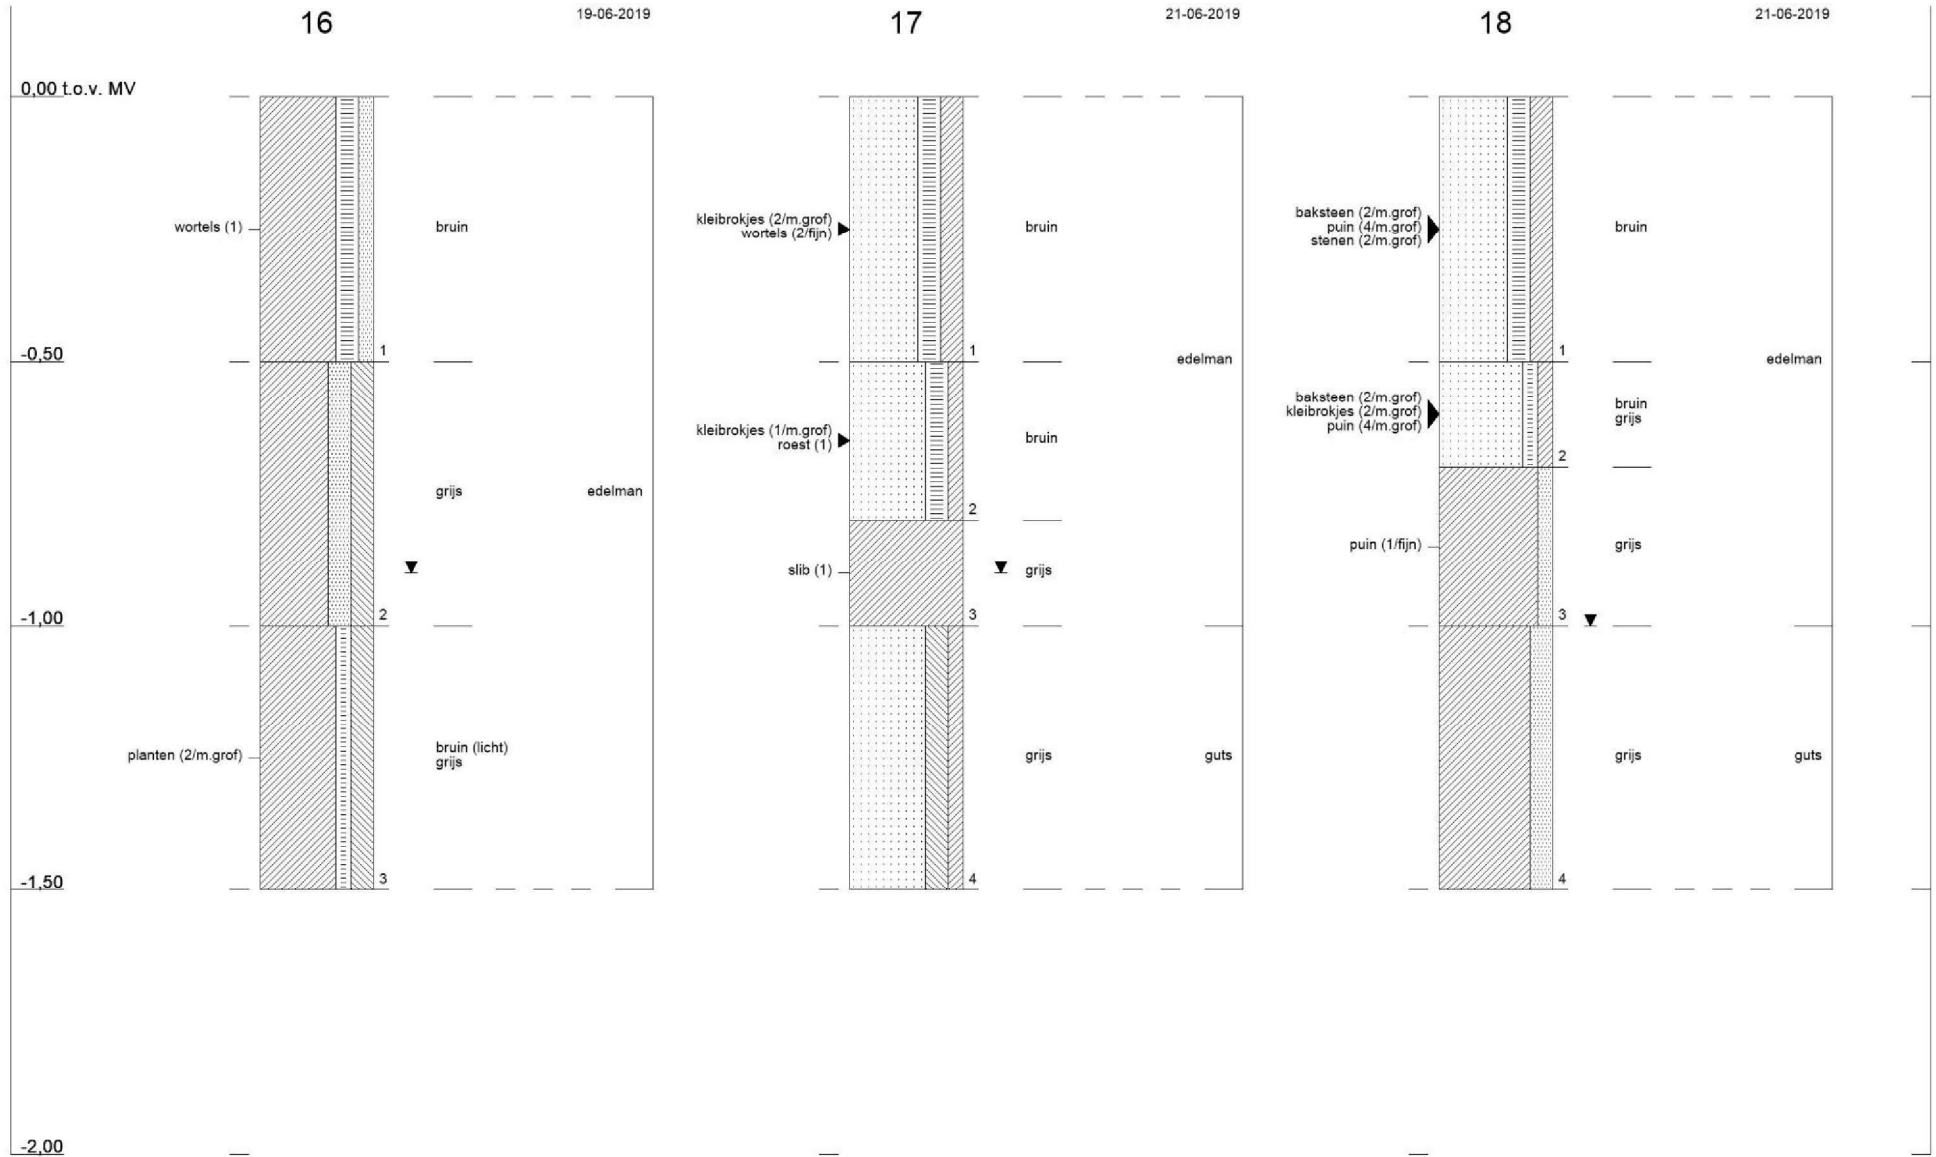 16
19-06-2019
17
21-06-2019
18
21-06-2019
0,00 t.o.v. MV
wortels (1)
bruin
1
kleibrokjes (2/m.grof)
wortels (2/fijn)
bruin
1
baksteen (2/m.grof)
puin (4/m.grof)
stenen (2/m.grof)
bruin
1
-0,50
edelman
edelman
kleibrokjes (1/m.grof)
roest (1)
bruin
2
baksteen (2/m.grof)
kleibrokjes (2/m.grof)
puin (4/m.grof)
bruin
grijs
2
grijs
edelman
2
slib (1)
grijs
3
puin (1/fijn)
grijs
3
-1,00
planten (2/m.grof)
bruin (licht)
grijs
3
grijs
guts
4
grijs
guts
4
-1,50
-2,00